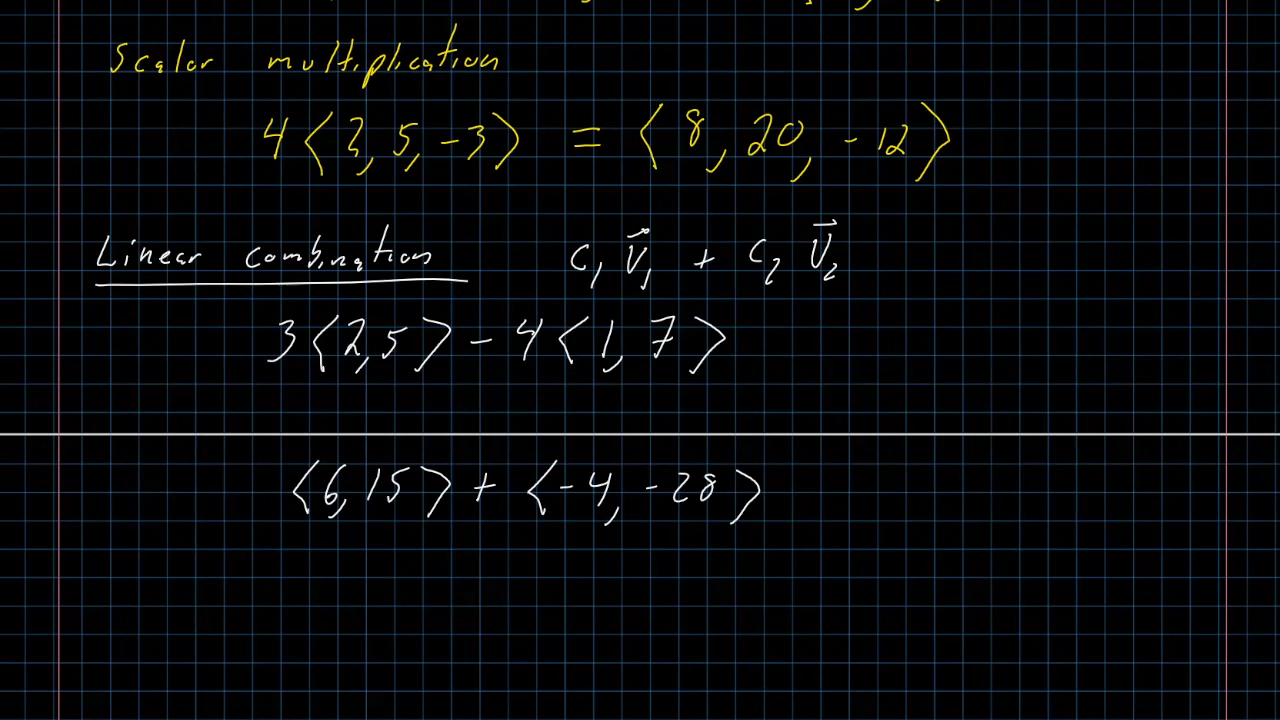 Scalar multiplication
4⟨2, 5, -3⟩ = ⟨8, 20, -12⟩
Linear combination c₁v⃗₁ + c₂v⃗₂
3⟨2,5⟩ - 4⟨1, 7⟩
⟨6, 15⟩ + ⟨-4, -28⟩